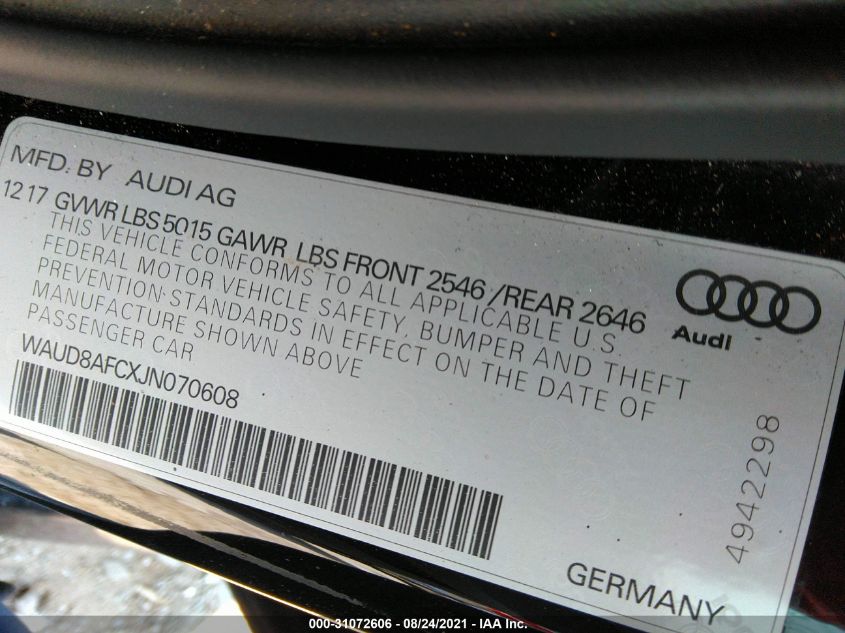 MFD. BY AUDI AG
12 17 GVWR LBS 5015 GAWR LBS FRONT 2546 /REAR 2646
THIS VEHICLE CONFORMS TO ALL APPLICABLE U.S.
FEDERAL MOTOR VEHICLE SAFETY, BUMPER AND THEFT
PREVENTION STANDARDS IN EFFECT ON THE DATE OF
MANUFACTURE SHOWN ABOVE
PASSENGER CAR
WAUD8AFCXJN070608
Audi
4942298
GERMANY
000-31072606 - 08/24/2021 - IAA Inc.